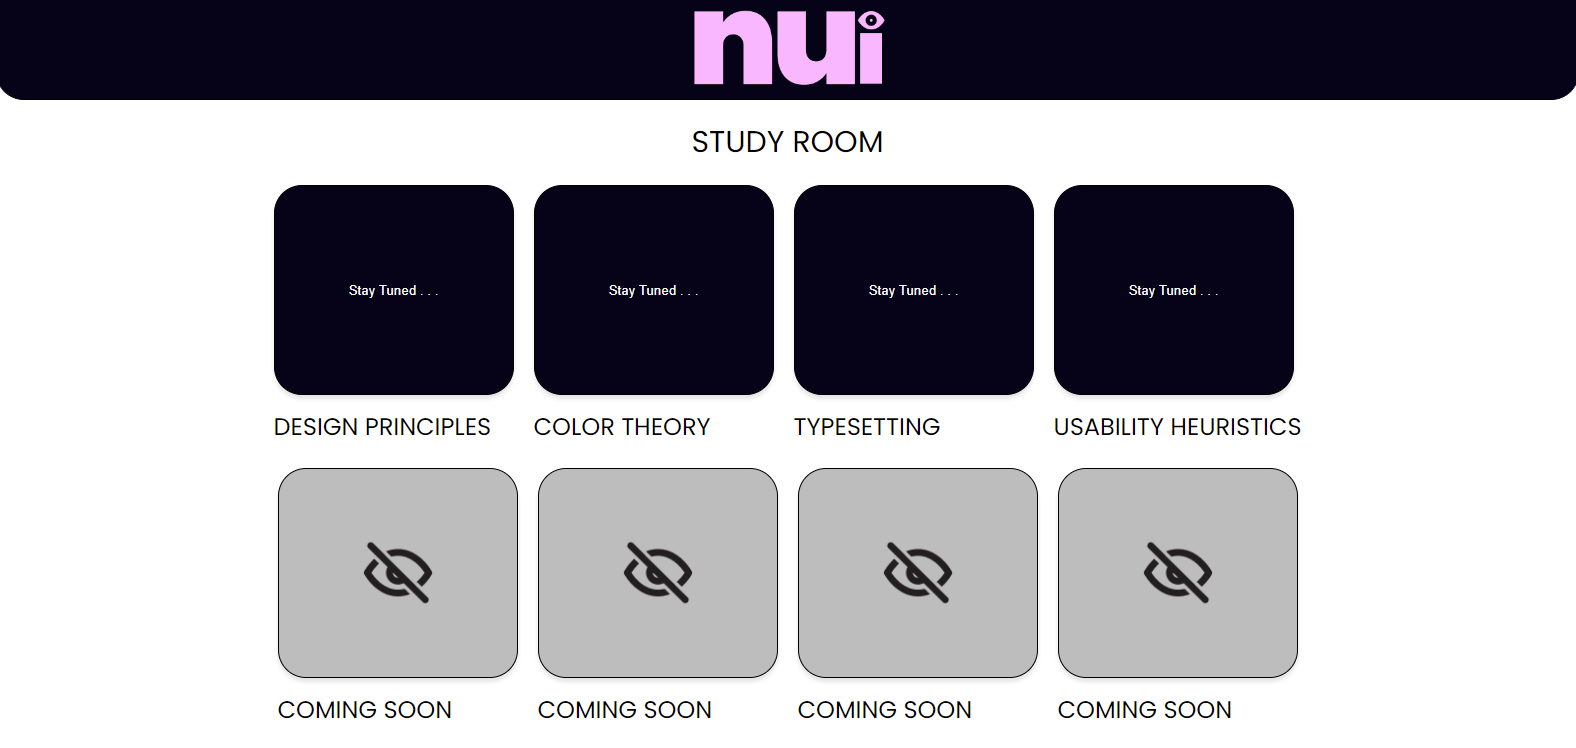 nui
STUDY ROOM
Stay Tuned . . .
Stay Tuned . . .
Stay Tuned . . .
Stay Tuned . . .
DESIGN PRINCIPLES
COLOR THEORY
TYPESETTING
USABILITY HEURISTICS
COMING SOON
COMING SOON
COMING SOON
COMING SOON